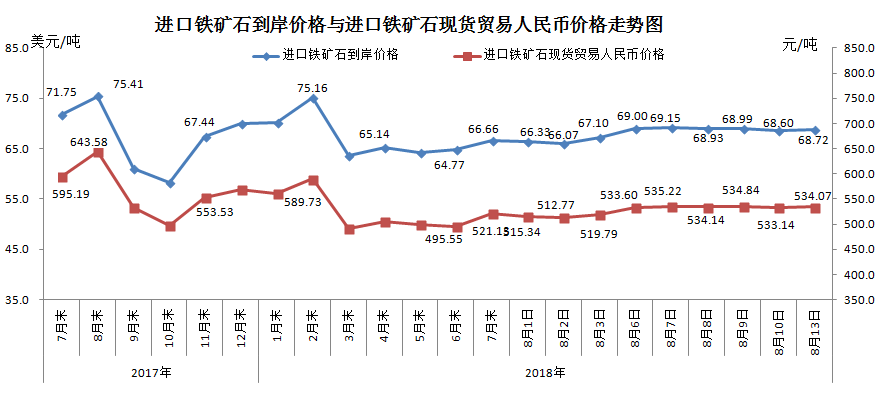 进口铁矿石到岸价格与进口铁矿石现货贸易人民币价格走势图
美元/吨
元/吨
进口铁矿石到岸价格
进口铁矿石现货贸易人民币价格
85.0
75.0
65.0
55.0
45.0
35.0
850.0
800.0
750.0
700.0
650.0
600.0
550.0
500.0
450.0
400.0
350.0
71.75
75.41
67.44
75.16
65.14
64.77
66.66
66.33
66.07
67.10
69.00
69.15
68.93
68.99
68.60
68.72
595.19
643.58
553.53
589.73
495.55
521.15
515.34
512.77
519.79
533.60
535.22
534.14
534.84
533.14
534.07
7月末
8月末
9月末
10月末
11月末
12月末
1月末
2月末
3月末
4月末
5月末
6月末
7月末
8月1日
8月2日
8月3日
8月6日
8月7日
8月8日
8月9日
8月10日
8月13日
2017年
2018年